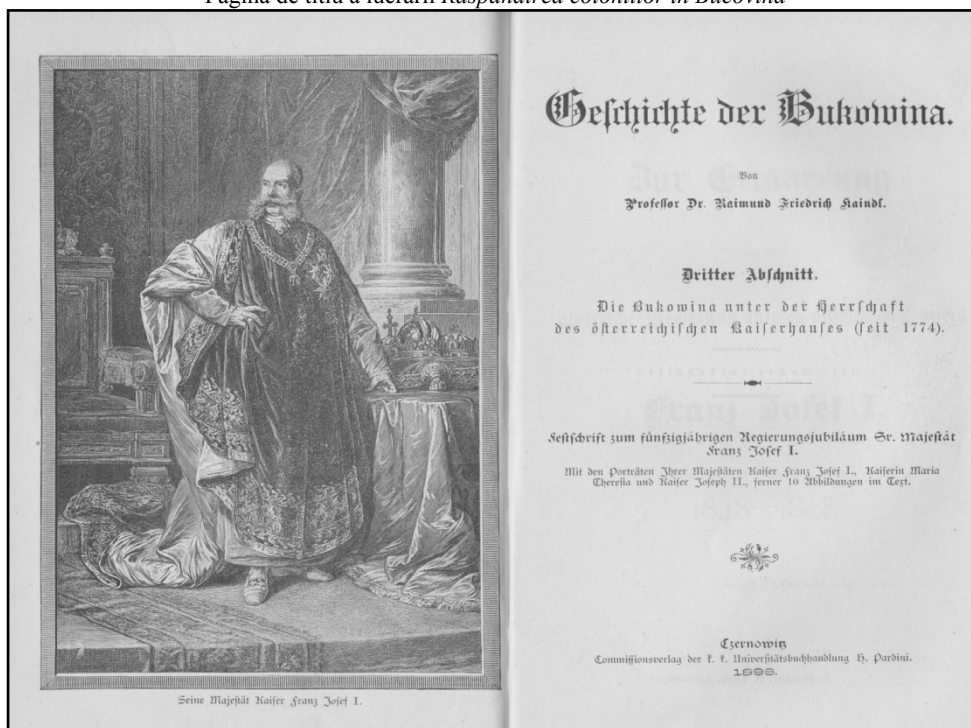 Pagina de titlu a lucrării Răspândirea coloniilor în Bucovina
Seine Majestät Kaiser Franz Josef I.
Geschichte der Bukowina.
Von
Professor Dr. Raimund Friedrich Kaindl.
Dritter Abschnitt.
Die Bukowina unter der Herrschaft
des österreichischen Kaiserhauses (seit 1774).
Festschrift zum fünfzigjährigen Regierungsjubiläum Sr. Majestät
Franz Josef I.
Mit den Porträten Ihrer Majestäten Kaiser Franz Josef I., Kaiserin Maria
Theresia und Kaiser Joseph II., ferner 10 Abbildungen im Text.
Czernowitz
Commissionsverlag der k. k. Universitätsbuchhandlung H. Pardini.
1898.